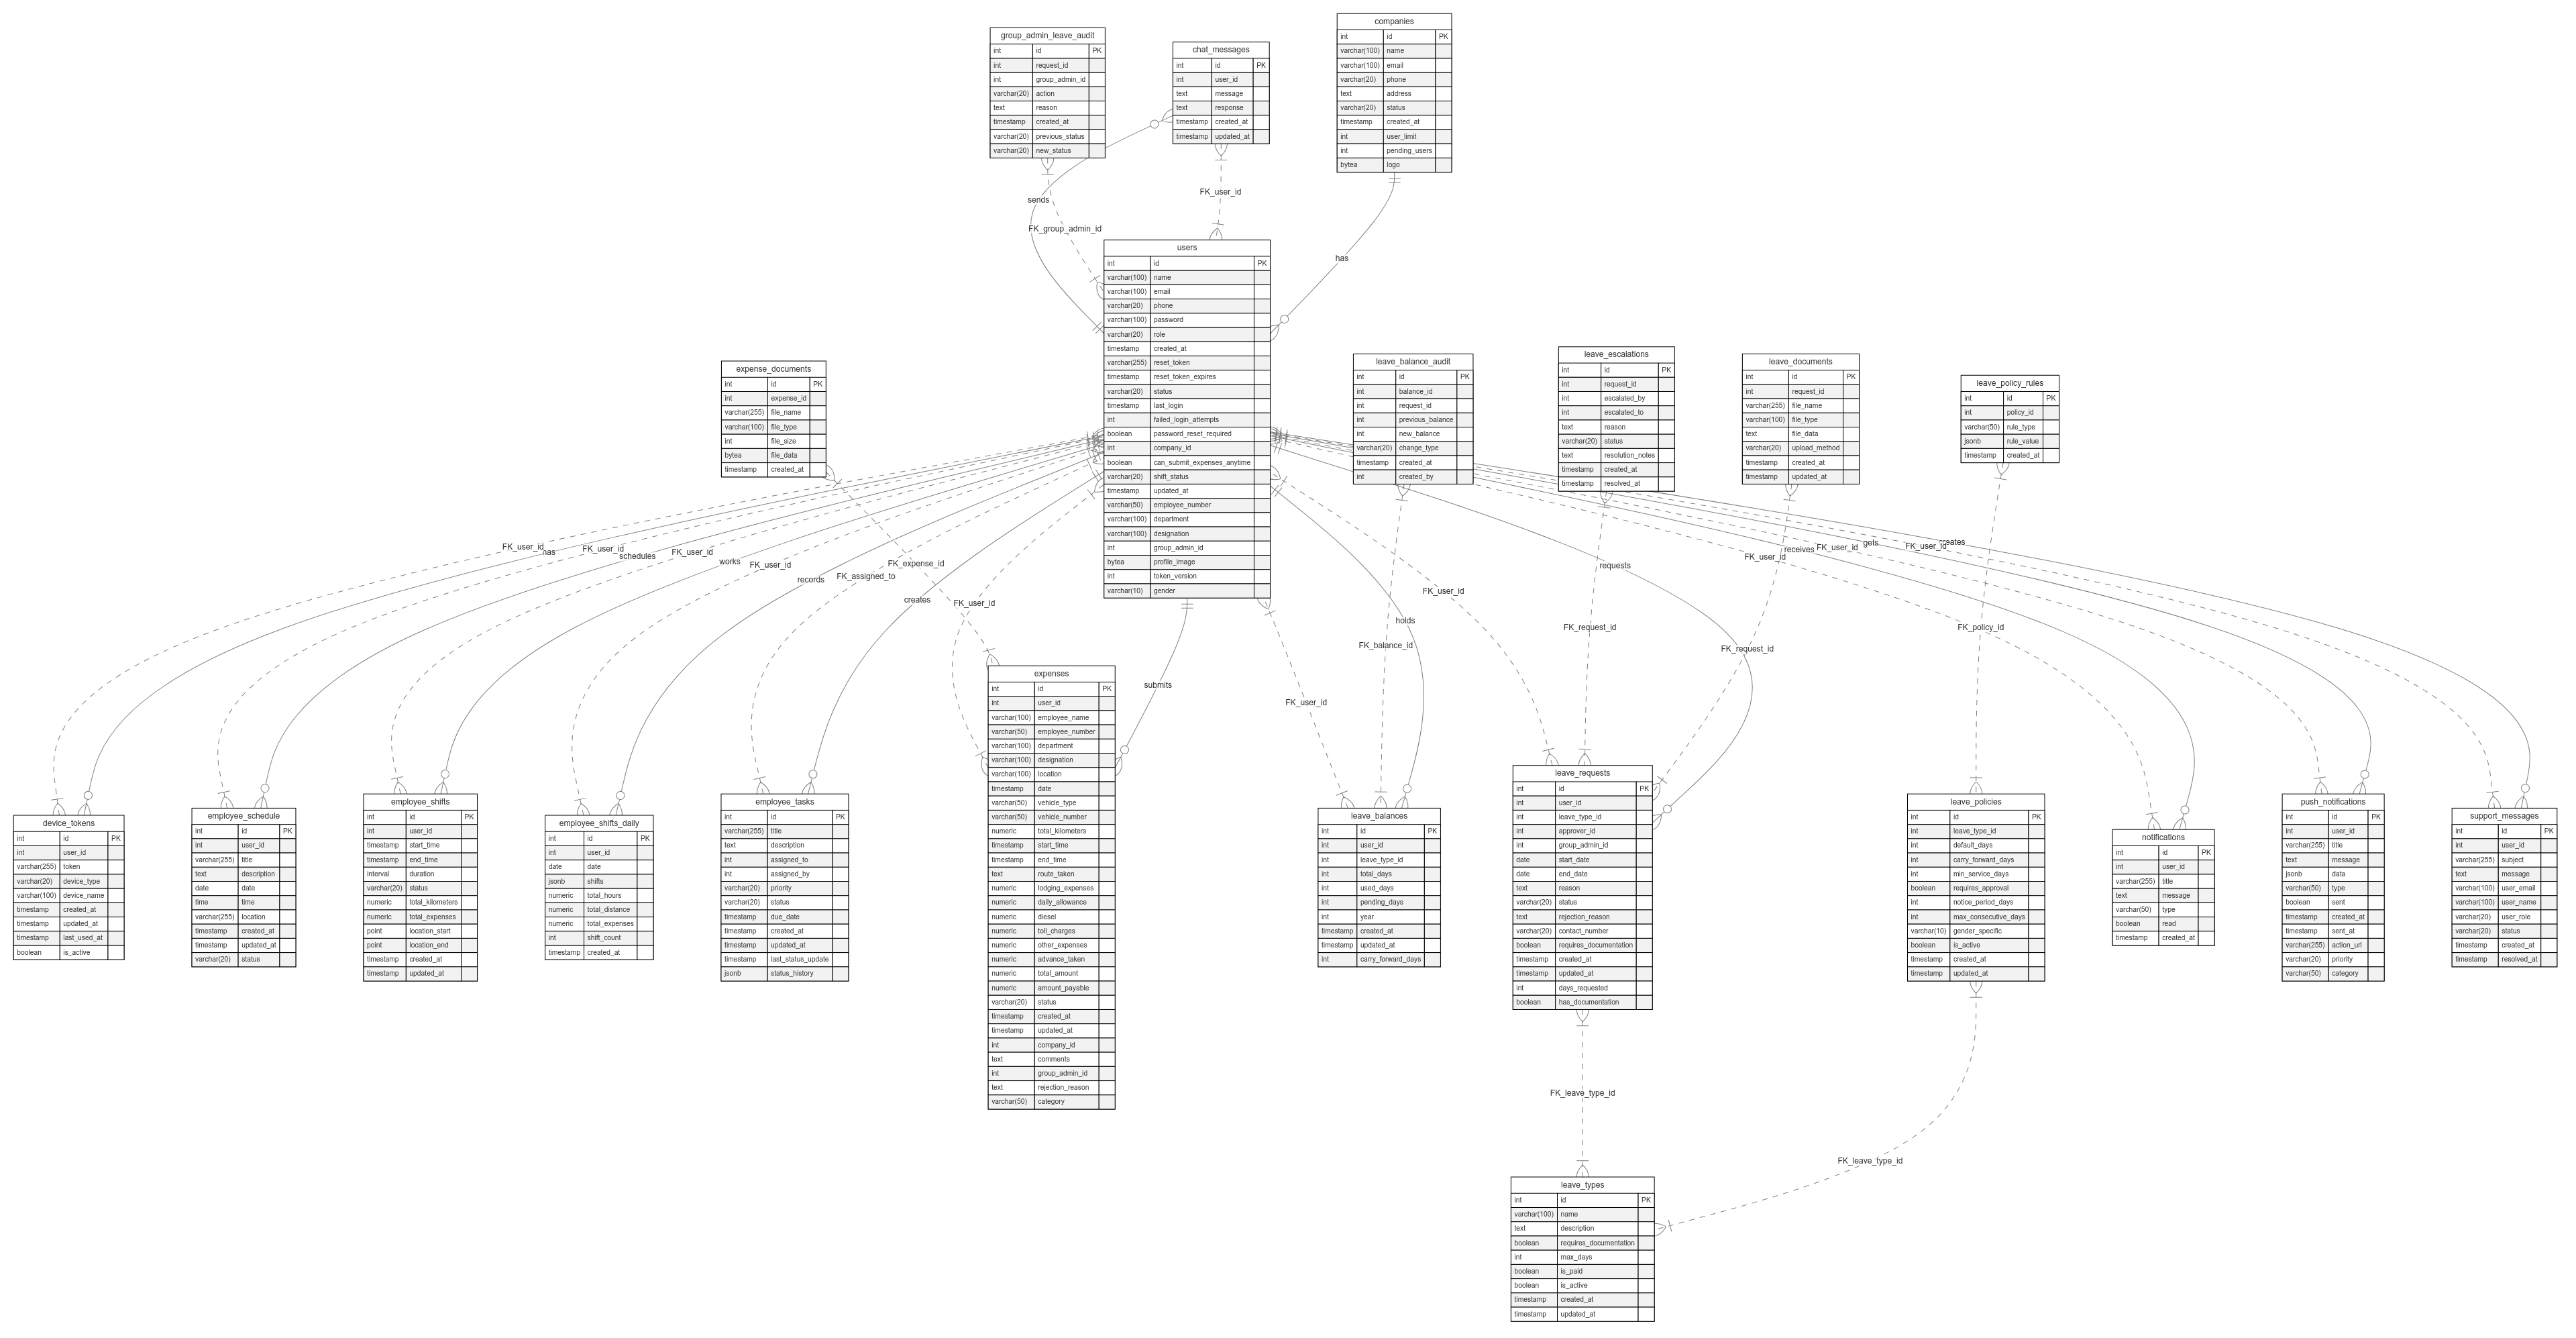 group_admin_leave_audit
int id PK
int request_id
int group_admin_id
varchar(20) action
text reason
timestamp created_at
varchar(20) previous_status
varchar(20) new_status
chat_messages
int id PK
int user_id
text message
text response
timestamp created_at
timestamp updated_at
companies
int id PK
varchar(100) name
varchar(100) email
varchar(20) phone
text address
varchar(20) status
timestamp created_at
int user_limit
int pending_users
bytea logo
sends
FK_group_admin_id
FK_user_id
has
users
int id PK
varchar(100) name
varchar(100) email
varchar(20) phone
varchar(100) password
varchar(20) role
timestamp created_at
varchar(255) reset_token
timestamp reset_token_expires
varchar(20) status
timestamp last_login
int failed_login_attempts
boolean password_reset_required
int company_id
boolean can_submit_expenses_anytime
varchar(20) shift_status
timestamp updated_at
varchar(50) employee_number
varchar(100) department
varchar(100) designation
int group_admin_id
bytea profile_image
int token_version
varchar(10) gender
expense_documents
int id PK
int expense_id
varchar(255) file_name
varchar(100) file_type
int file_size
bytea file_data
timestamp created_at
leave_balance_audit
int id PK
int balance_id
int request_id
int previous_balance
int new_balance
varchar(20) change_type
timestamp created_at
int created_by
leave_escalations
int id PK
int request_id
int escalated_by
int escalated_to
text reason
varchar(20) status
text resolution_notes
timestamp created_at
timestamp resolved_at
leave_documents
int id PK
int request_id
varchar(255) file_name
varchar(100) file_type
text file_data
varchar(20) upload_method
timestamp created_at
timestamp updated_at
leave_policy_rules
int id PK
int policy_id
varchar(50) rule_type
jsonb rule_value
timestamp created_at
FK_user_id
has
FK_user_id
schedules
FK_user_id
works
FK_user_id
records
FK_assigned_to
creates
FK_expense_id
FK_user_id
submits
FK_user_id
holds
FK_balance_id
FK_user_id
requests
FK_request_id
FK_request_id
FK_user_id
receives
FK_user_id
gets
FK_user_id
creates
FK_policy_id
device_tokens
int id PK
int user_id
varchar(255) token
varchar(20) device_type
varchar(100) device_name
timestamp created_at
timestamp updated_at
timestamp last_used_at
boolean is_active
employee_schedule
int id PK
int user_id
varchar(255) title
text description
date date
time time
varchar(255) location
timestamp created_at
timestamp updated_at
varchar(20) status
employee_shifts
int id PK
int user_id
timestamp start_time
timestamp end_time
interval duration
varchar(20) status
numeric total_kilometers
numeric total_expenses
point location_start
point location_end
timestamp created_at
timestamp updated_at
employee_shifts_daily
int id PK
int user_id
date date
jsonb shifts
numeric total_hours
numeric total_distance
numeric total_expenses
int shift_count
timestamp created_at
employee_tasks
int id PK
varchar(255) title
text description
int assigned_to
int assigned_by
varchar(20) priority
varchar(20) status
timestamp due_date
timestamp created_at
timestamp updated_at
timestamp last_status_update
jsonb status_history
expenses
int id PK
int user_id
varchar(100) employee_name
varchar(50) employee_number
varchar(100) department
varchar(100) designation
varchar(100) location
timestamp date
varchar(50) vehicle_type
varchar(50) vehicle_number
numeric total_kilometers
timestamp start_time
timestamp end_time
text route_taken
numeric lodging_expenses
numeric daily_allowance
numeric diesel
numeric toll_charges
numeric other_expenses
numeric advance_taken
numeric total_amount
numeric amount_payable
varchar(20) status
timestamp created_at
timestamp updated_at
int company_id
text comments
int group_admin_id
text rejection_reason
varchar(50) category
leave_balances
int id PK
int user_id
int leave_type_id
int total_days
int used_days
int pending_days
int year
timestamp created_at
timestamp updated_at
int carry_forward_days
leave_requests
int id PK
int user_id
int leave_type_id
int approver_id
int group_admin_id
date start_date
date end_date
text reason
varchar(20) status
text rejection_reason
varchar(20) contact_number
boolean requires_documentation
timestamp created_at
timestamp updated_at
int days_requested
boolean has_documentation
leave_policies
int id PK
int leave_type_id
int default_days
int carry_forward_days
int min_service_days
boolean requires_approval
int notice_period_days
int max_consecutive_days
varchar(10) gender_specific
boolean is_active
timestamp created_at
timestamp updated_at
notifications
int id PK
int user_id
varchar(255) title
text message
varchar(50) type
boolean read
timestamp created_at
push_notifications
int id PK
int user_id
varchar(255) title
text message
jsonb data
varchar(50) type
boolean sent
timestamp created_at
timestamp sent_at
varchar(255) action_url
varchar(20) priority
varchar(50) category
support_messages
int id PK
int user_id
varchar(255) subject
text message
varchar(100) user_email
varchar(100) user_name
varchar(20) user_role
varchar(20) status
timestamp created_at
timestamp resolved_at
FK_leave_type_id
FK_leave_type_id
leave_types
int id PK
varchar(100) name
text description
boolean requires_documentation
int max_days
boolean is_paid
boolean is_active
timestamp created_at
timestamp updated_at